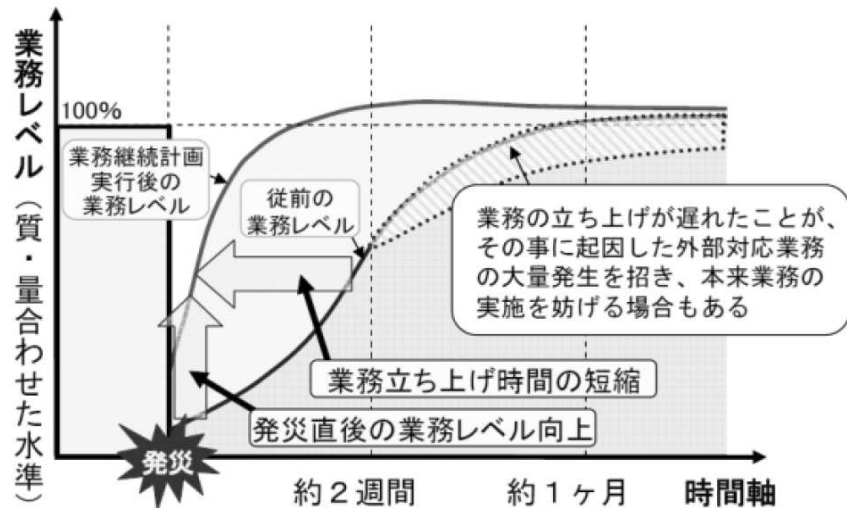 業務レベル（質・量合わせた水準）
100%
業務継続計画
実行後の
業務レベル
従前の
業務レベル
業務の立ち上げが遅れたことが、
その事に起因した外部対応業務
の大量発生を招き、本来業務の
実施を妨げる場合もある
業務立ち上げ時間の短縮
発災直後の業務レベル向上
発災
約２週間
約１ヶ月
時間軸